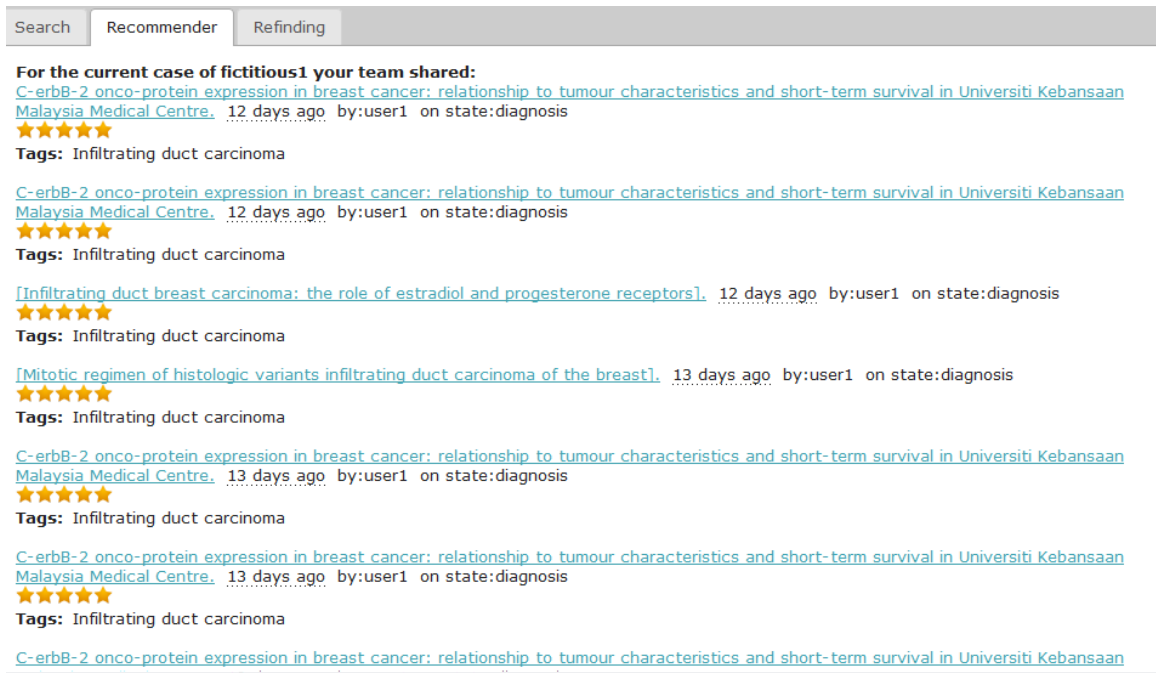 Search Recommender Refinding
For the current case of fictitious1 your team shared:
C-erbB-2 onco-protein expression in breast cancer: relationship to tumour characteristics and short-term survival in Universiti Kebansaan
Malaysia Medical Centre. 12 days ago by:user1 on state:diagnosis
Tags: Infiltrating duct carcinoma
C-erbB-2 onco-protein expression in breast cancer: relationship to tumour characteristics and short-term survival in Universiti Kebansaan
Malaysia Medical Centre. 12 days ago by:user1 on state:diagnosis
Tags: Infiltrating duct carcinoma
[Infiltrating duct breast carcinoma: the role of estradiol and progesterone receptors]. 12 days ago by:user1 on state:diagnosis
Tags: Infiltrating duct carcinoma
[Mitotic regimen of histologic variants infiltrating duct carcinoma of the breast]. 13 days ago by:user1 on state:diagnosis
Tags: Infiltrating duct carcinoma
C-erbB-2 onco-protein expression in breast cancer: relationship to tumour characteristics and short-term survival in Universiti Kebansaan
Malaysia Medical Centre. 13 days ago by:user1 on state:diagnosis
Tags: Infiltrating duct carcinoma
C-erbB-2 onco-protein expression in breast cancer: relationship to tumour characteristics and short-term survival in Universiti Kebansaan
Malaysia Medical Centre. 13 days ago by:user1 on state:diagnosis
Tags: Infiltrating duct carcinoma
C-erbB-2 onco-protein expression in breast cancer: relationship to tumour characteristics and short-term survival in Universiti Kebansaan